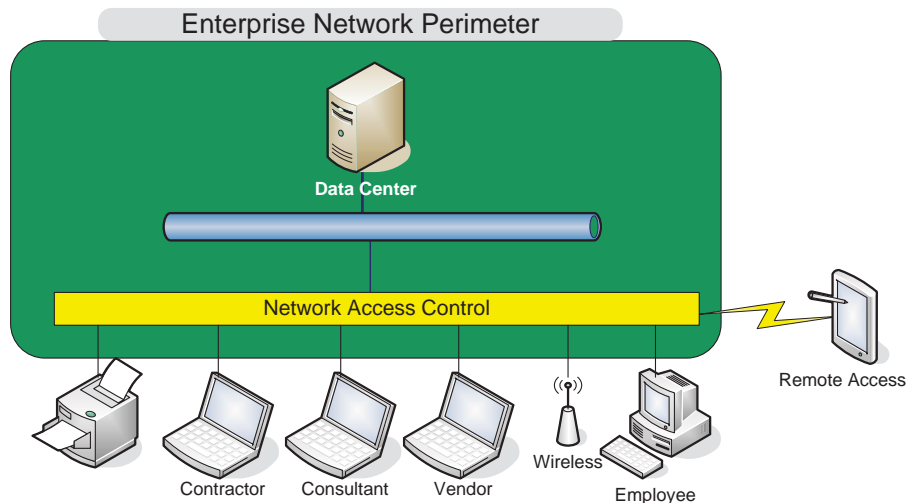 Enterprise Network Perimeter
Data Center
Network Access Control
Remote Access
Contractor
Consultant
Vendor
Wireless
Employee